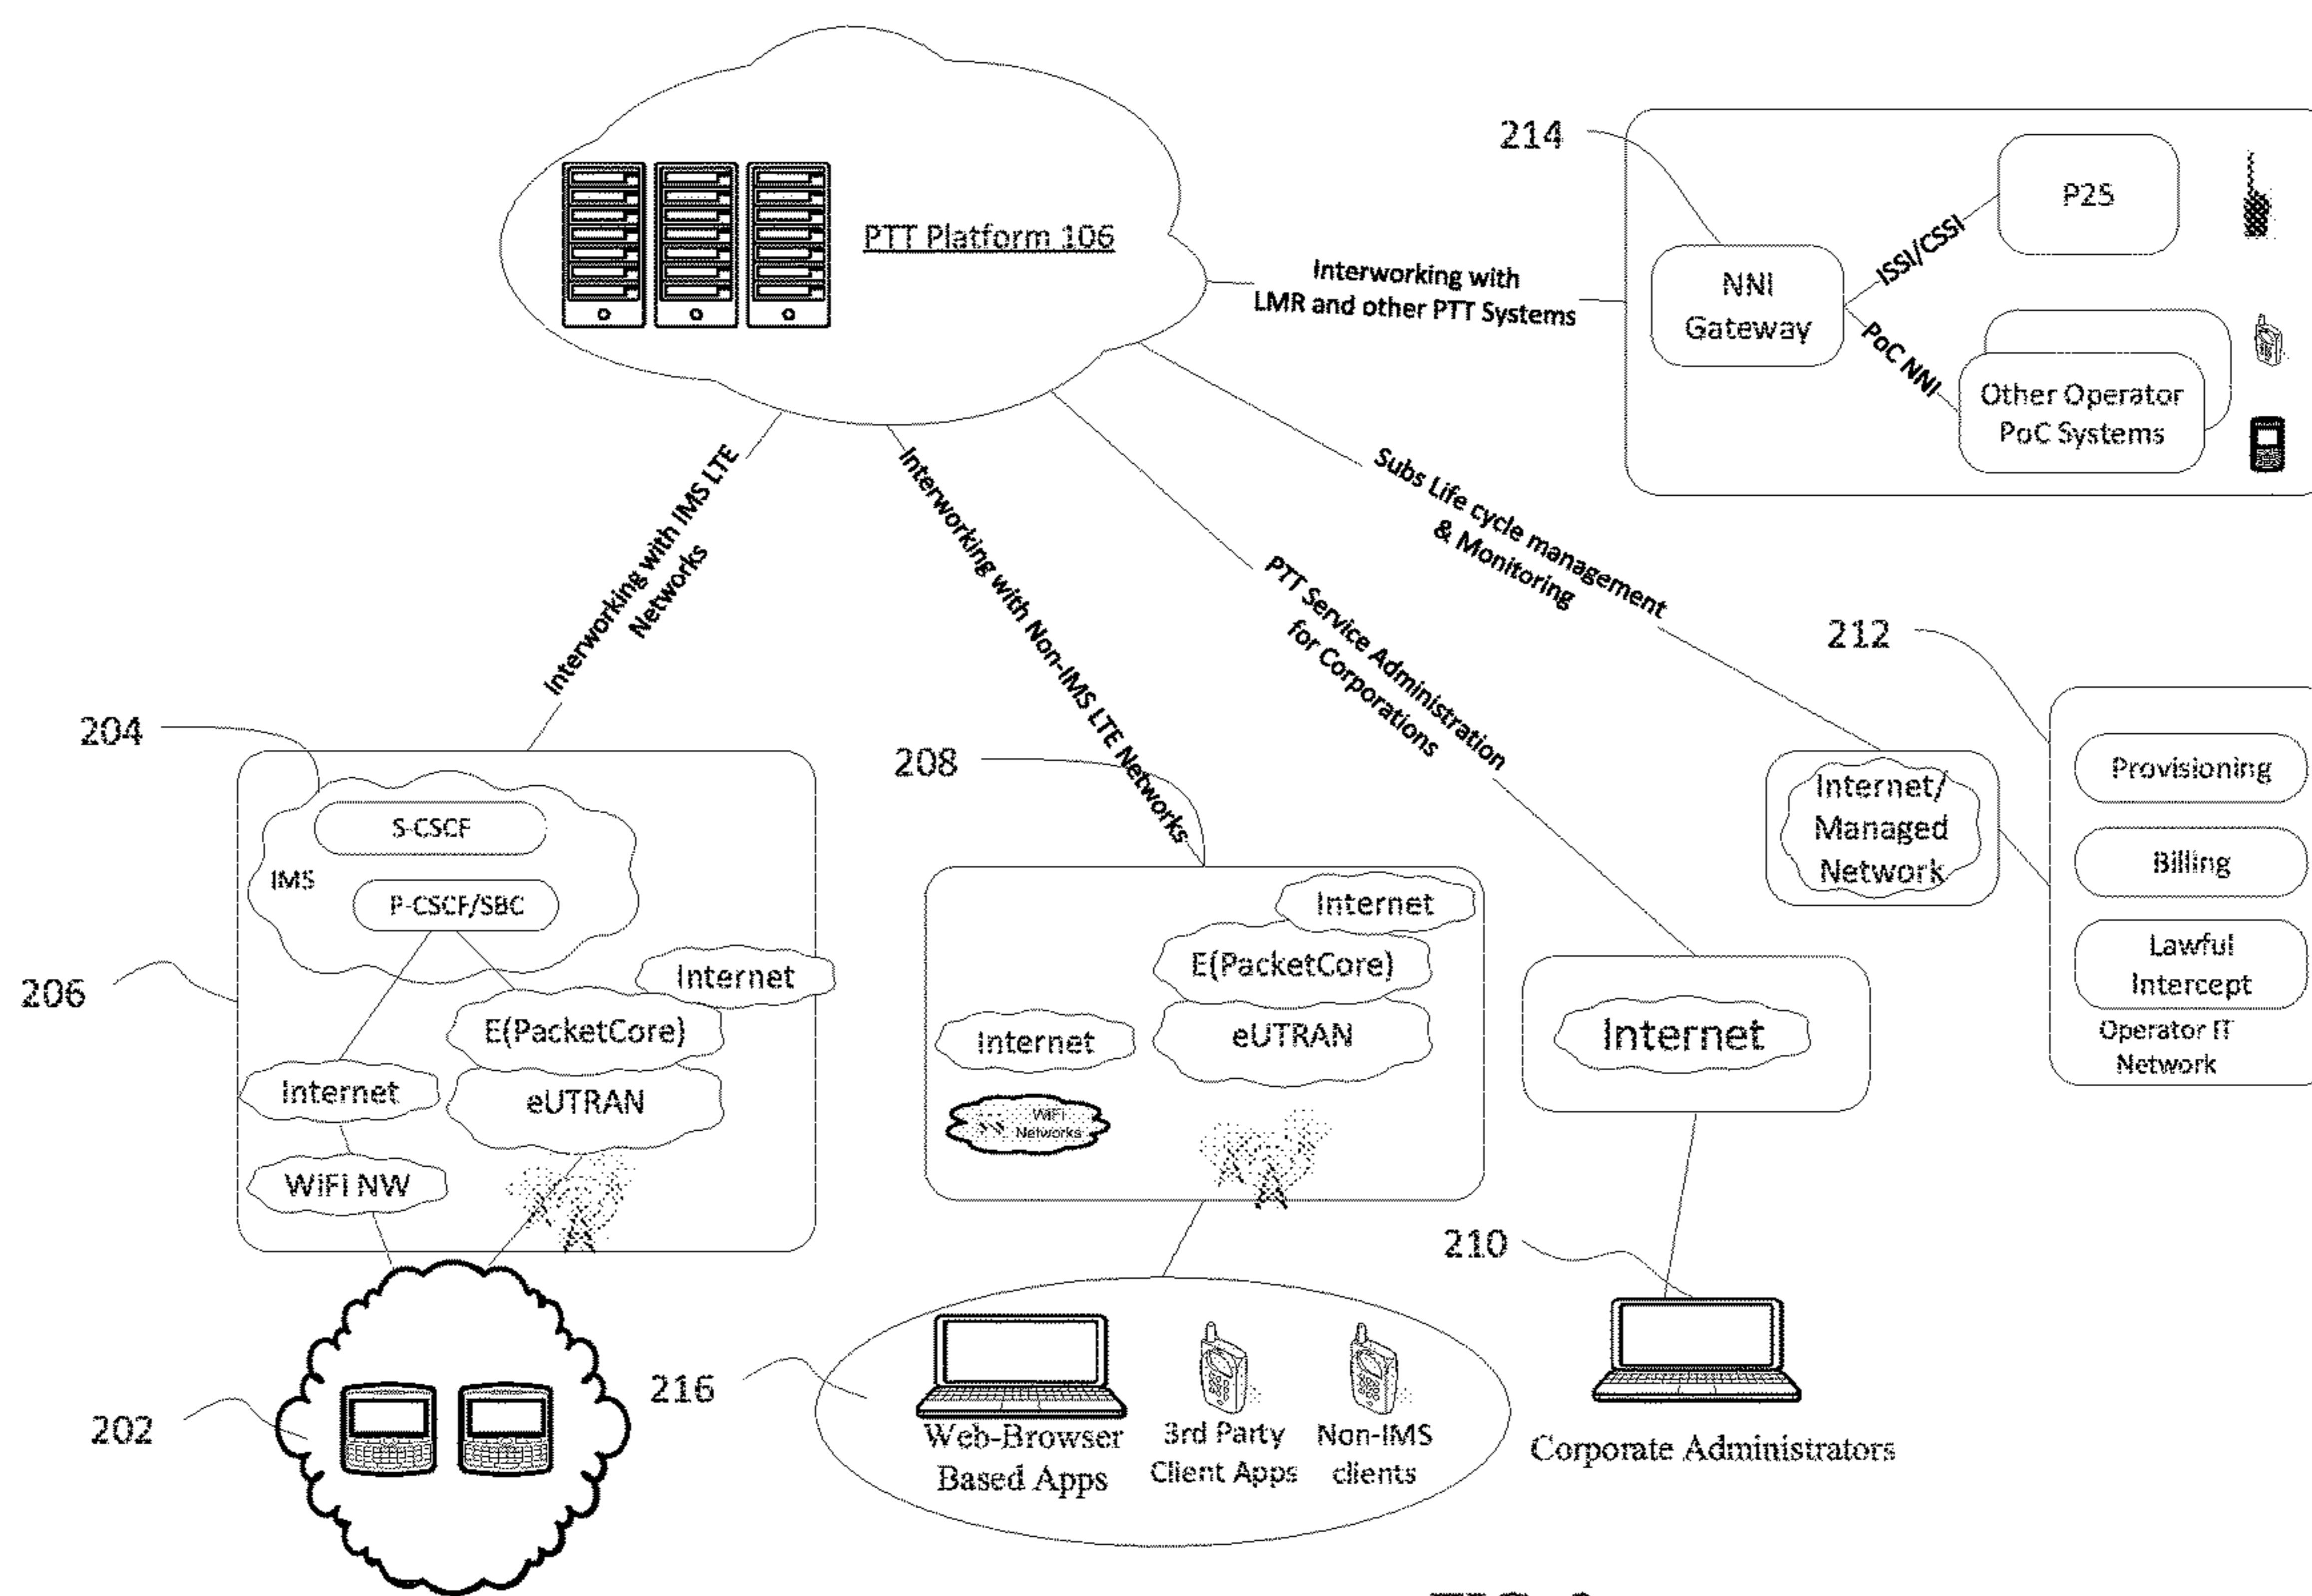 PTT Platform 106
214
P25
ISSI/CSSI
NNI
Gateway
PoC NNI
Other Operator
PoC Systems
Interworking with
LMR and other PTT Systems
Interworking with IMS LTE
Networks
Interworking with Non-IMS LTE Networks
PTT Service Administration
for Corporations
Subs Life cycle management
& Monitoring
212
Provisioning
Billing
Lawful
Intercept
Operator IT
Network
Internet/
Managed
Network
204
S-CSCF
IMS
P-CSCF/SBC
206
Internet
E(PacketCore)
eUTRAN
Internet
WiFi NW
208
Internet
E(PacketCore)
eUTRAN
Internet
WiFi
Networks
Internet
210
Corporate Administrators
202
216
Web-Browser
Based Apps
3rd Party
Client Apps
Non-IMS
clients